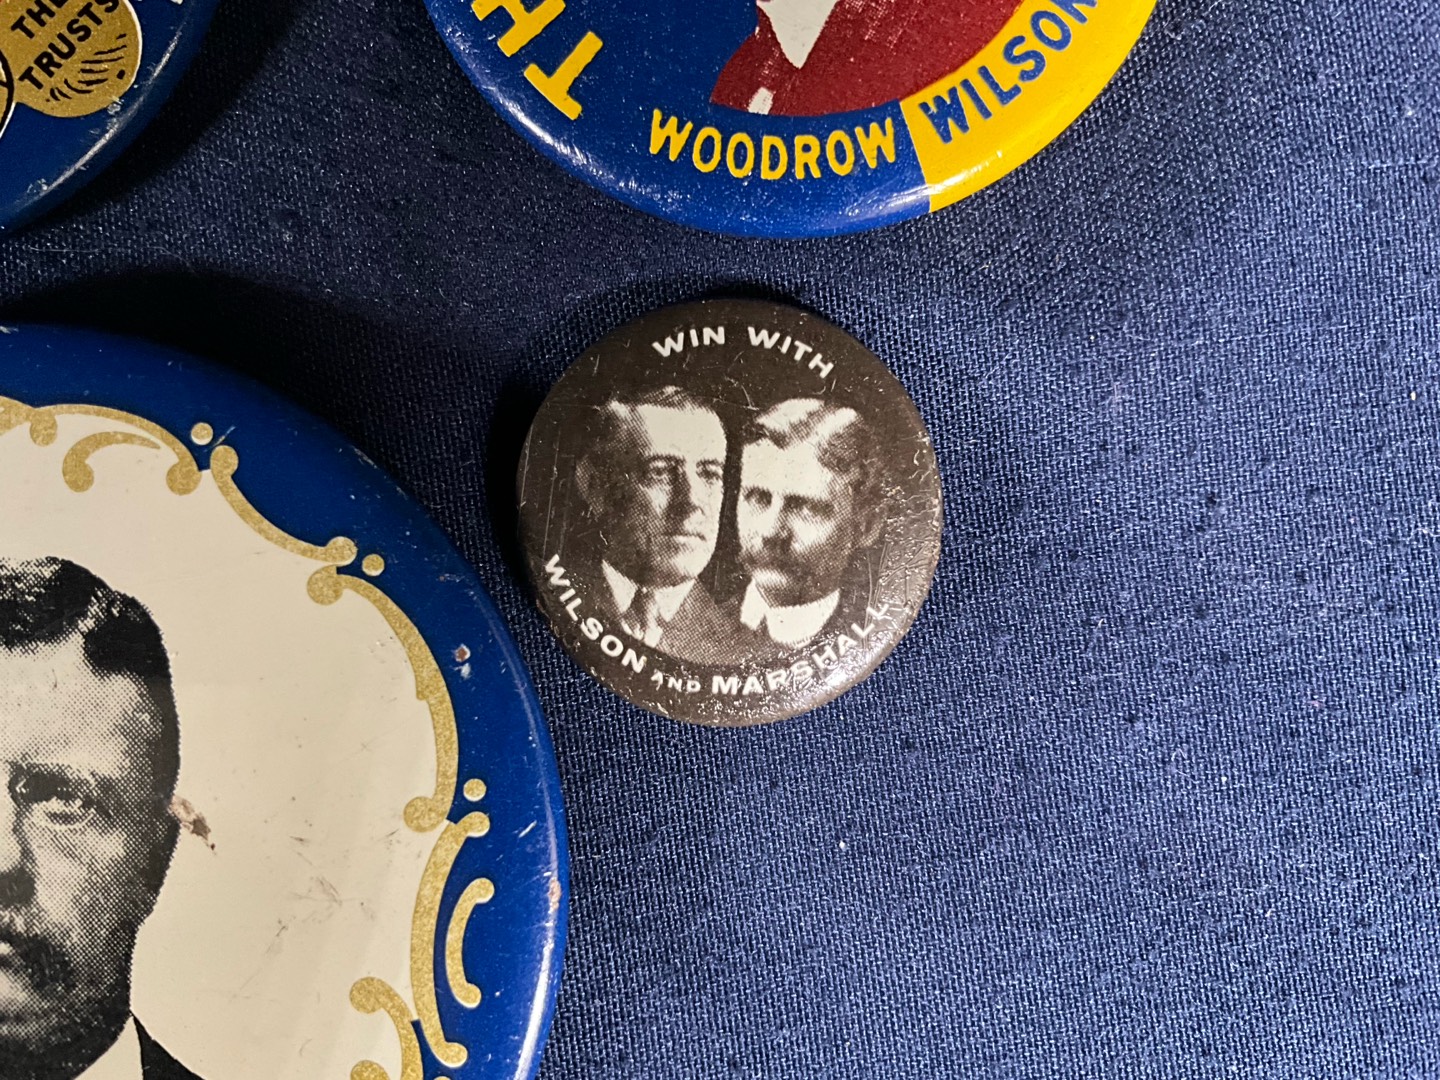 THE
TRUSTS
TH
T
WOODROW WILSON
WIN WITH
WILSON AND MARSHALL